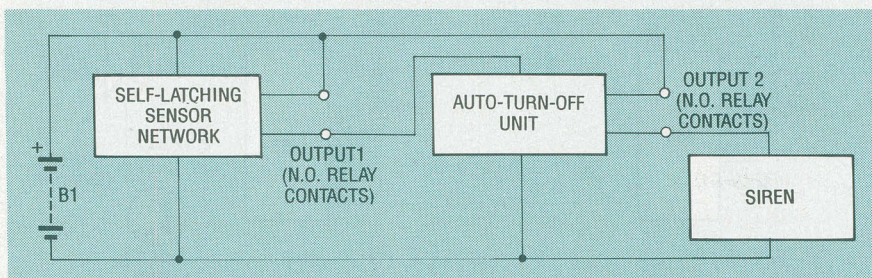 SELF-LATCHING
SENSOR
NETWORK
OUTPUT1
(N.O. RELAY
CONTACTS)
AUTO-TURN-OFF
UNIT
OUTPUT 2
(N.O. RELAY
CONTACTS)
SIREN
+
B1